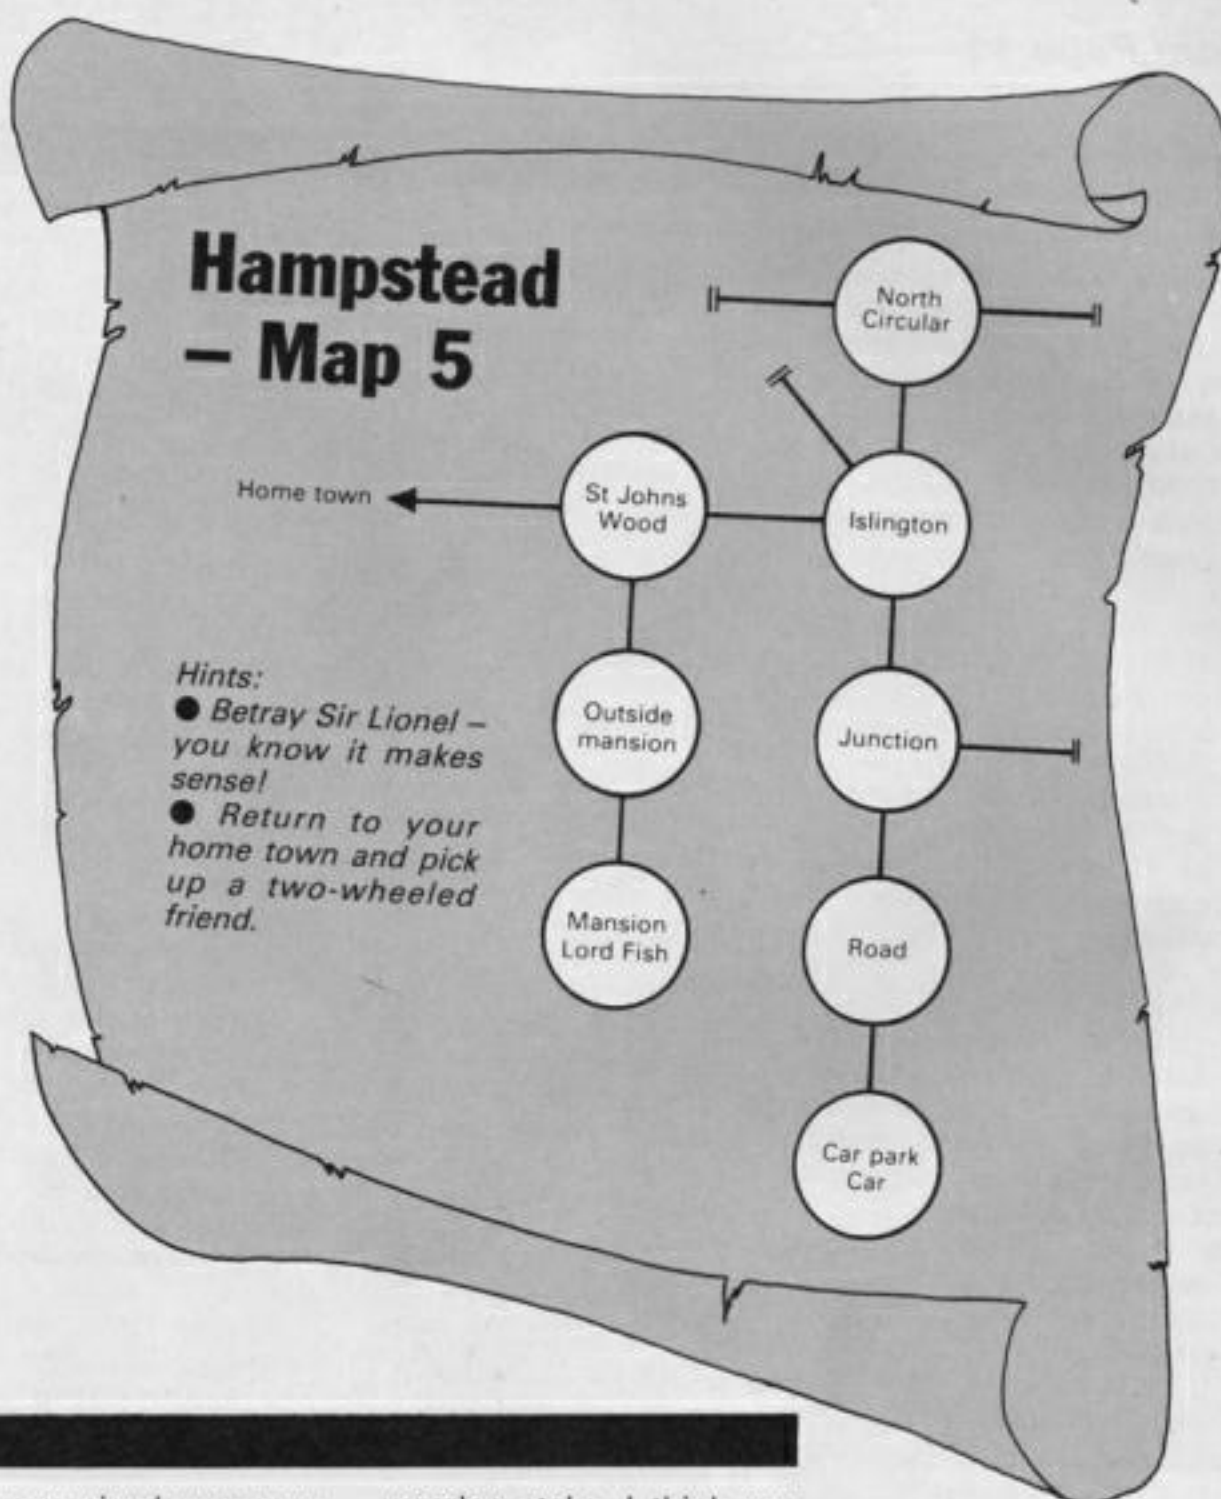 Hampstead
– Map 5
North
Circular
Home town
St Johns
Wood
Islington
Hints:
● Betray Sir Lionel –
you know it makes
sense!
● Return to your
home town and pick
up a two-wheeled
friend.
Outside
mansion
Junction
Mansion
Lord Fish
Road
Car park
Car